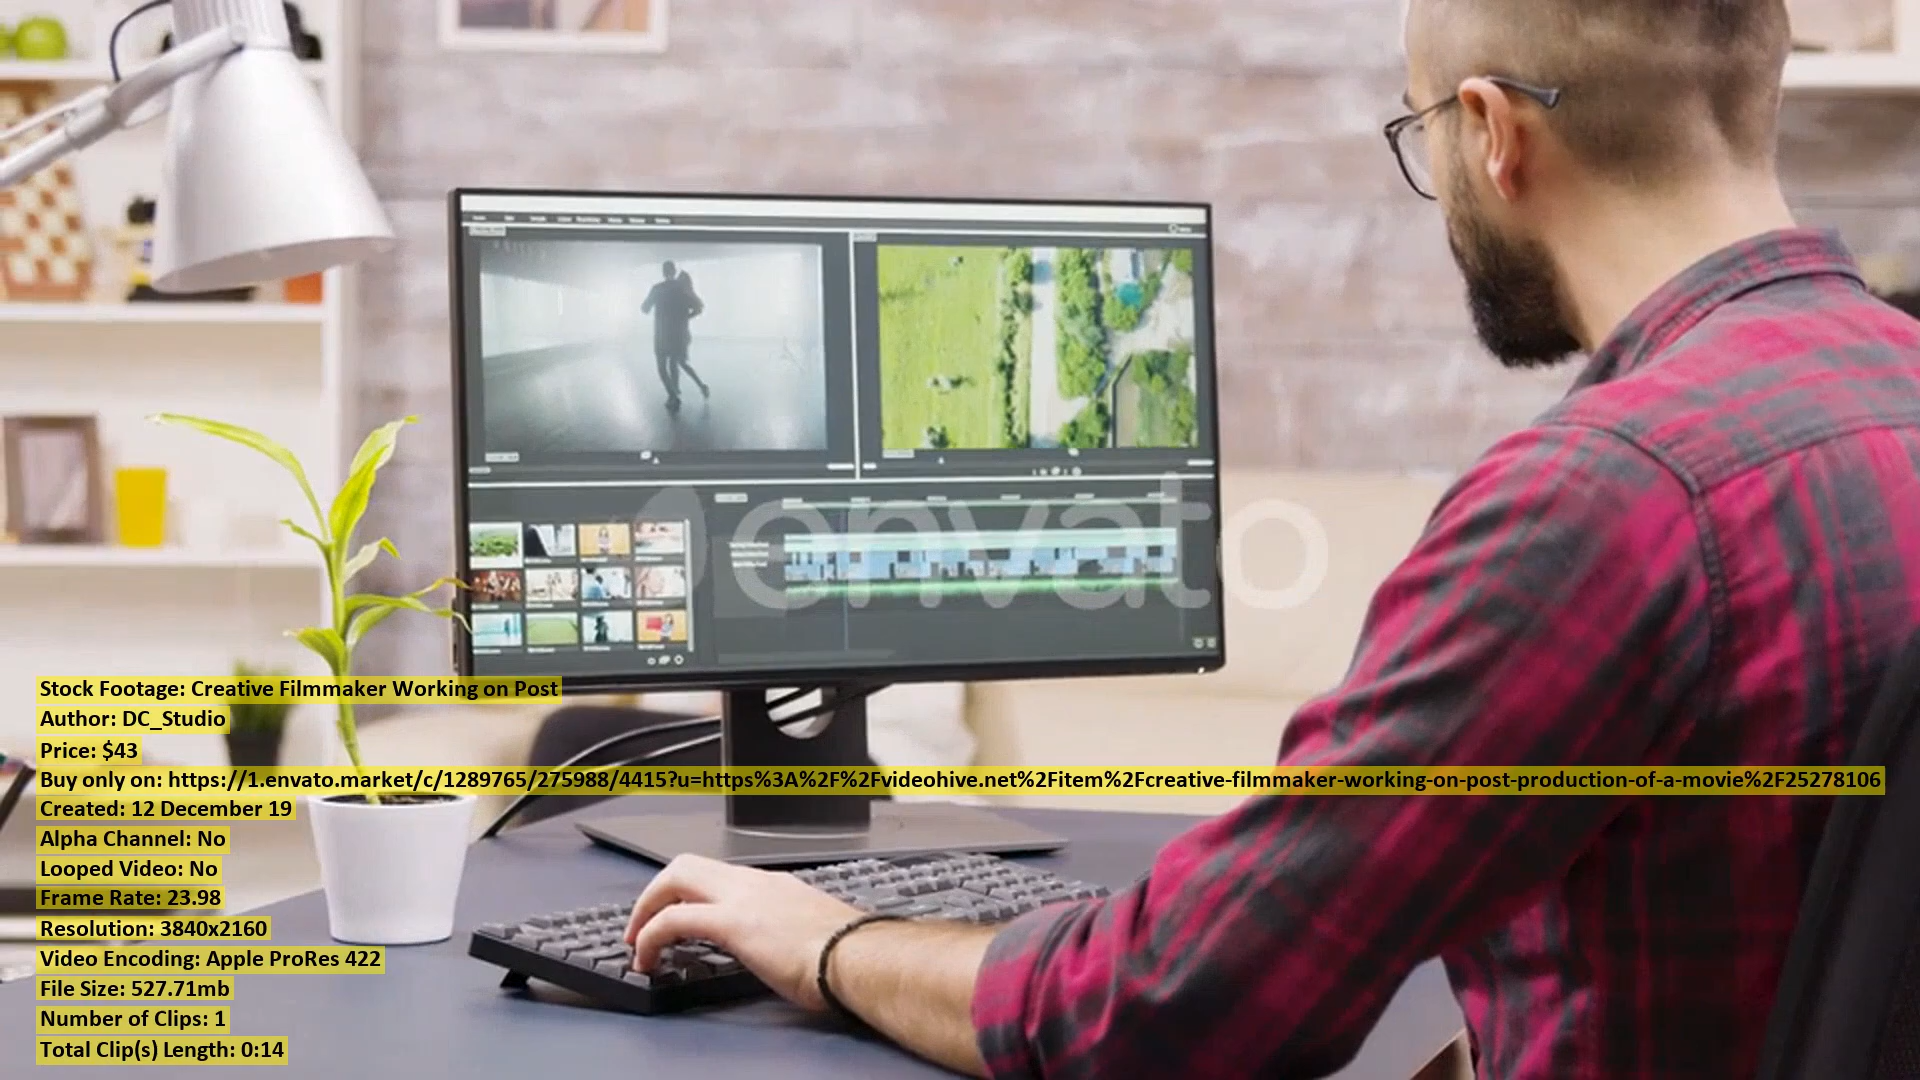 envato
Stock Footage: Creative Filmmaker Working on Post
Author: DC_Studio
Price: $43
Buy only on: https://1.envato.market/c/1289765/275988/4415?u=https%3A%2F%2Fvideohive.net%2Fitem%2Fcreative-filmmaker-working-on-post-production-of-a-movie%2F25278106
Created: 12 December 19
Alpha Channel: No
Looped Video: No
Frame Rate: 23.98
Resolution: 3840x2160
Video Encoding: Apple ProRes 422
File Size: 527.71mb
Number of Clips: 1
Total Clip(s) Length: 0:14